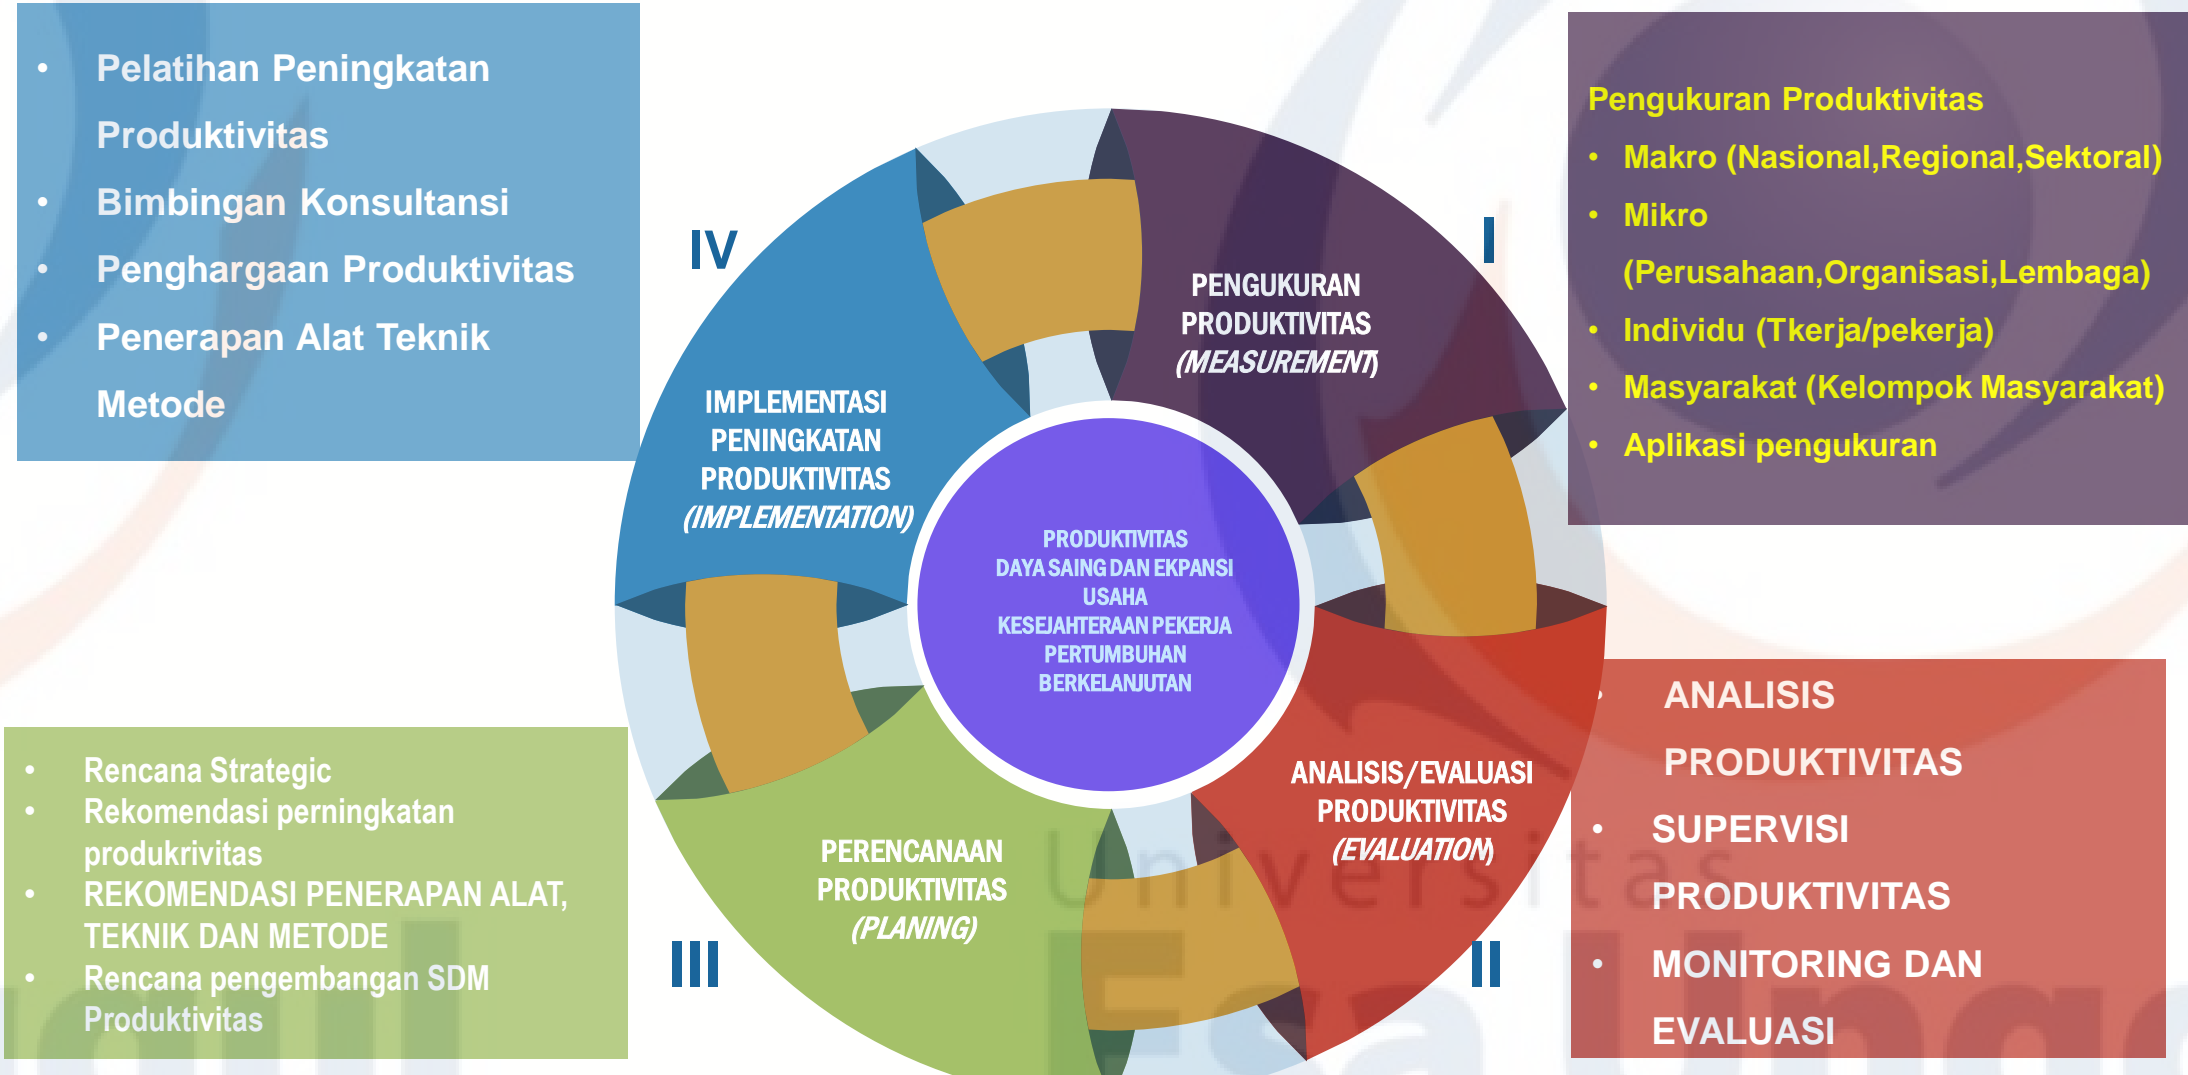 • Pelatihan Peningkatan
Produktivitas
• Bimbingan Konsultansi
• Penghargaan Produktivitas
• Penerapan Alat Teknik
Metode
IV
IMPLEMENTASI
PENINGKATAN
PRODUKTIVITAS
(IMPLEMENTATION)
I
PENGUKURAN
PRODUKTIVITAS
(MEASUREMENT)
Pengukuran Produktivitas
• Makro (Nasional,Regional,Sektoral)
• Mikro
(Perusahaan,Organisasi,Lembaga)
• Individu (Tkerja/pekerja)
• Masyarakat (Kelompok Masyarakat)
• Aplikasi pengukuran
PRODUKTIVITAS
DAYA SAING DAN EKPANSI
USAHA
KESEJAHTERAAN PEKERJA
PERTUMBUHAN
BERKELANJUTAN
• Rencana Strategic
• Rekomendasi perningkatan
produkrivitas
• REKOMENDASI PENERAPAN ALAT,
TEKNIK DAN METODE
• Rencana pengembangan SDM
Produktivitas
III
PERENCANAAN
PRODUKTIVITAS
(PLANING)
II
ANALISIS/EVALUASI
PRODUKTIVITAS
(EVALUATION)
• ANALISIS
PRODUKTIVITAS
• SUPERVISI
PRODUKTIVITAS
• MONITORING DAN
EVALUASI
Universitas
Esa Ungg